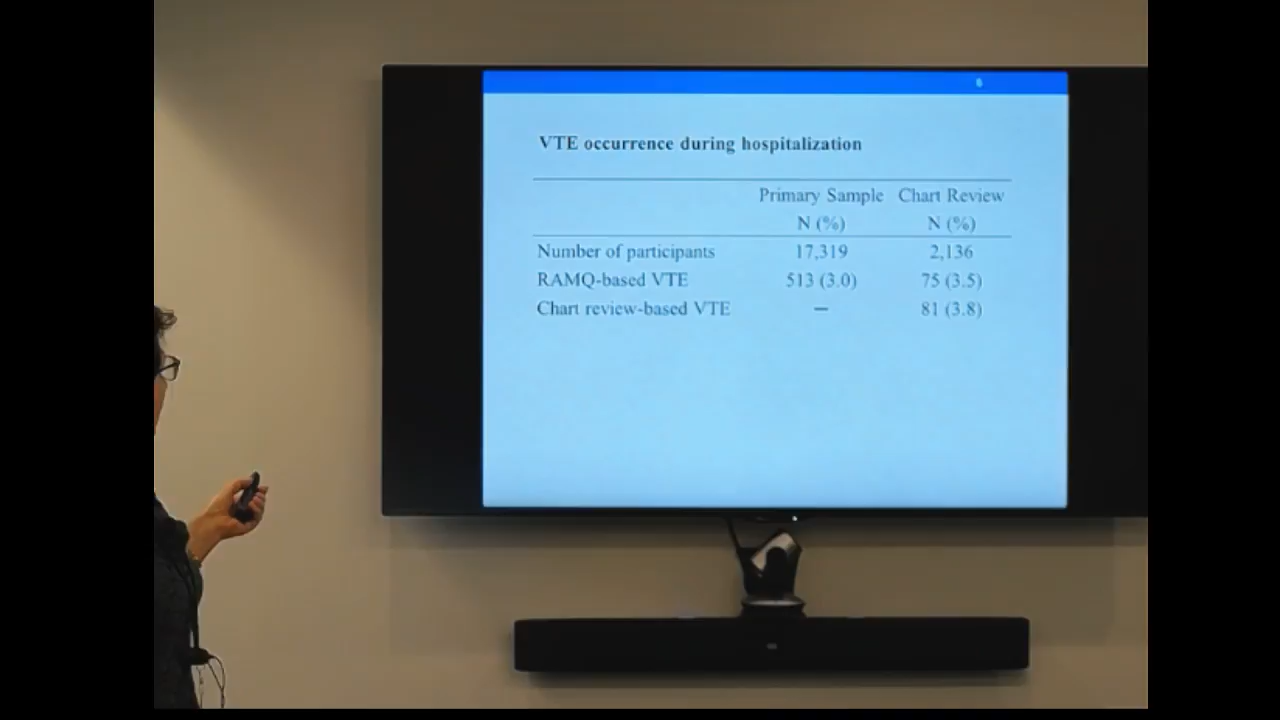 VTE occurrence during hospitalization
Primary Sample Chart Review
N (%) N (%)
Number of participants 17,319 2,136
RAMQ-based VTE 513 (3.0) 75 (3.5)
Chart review-based VTE — 81 (3.8)